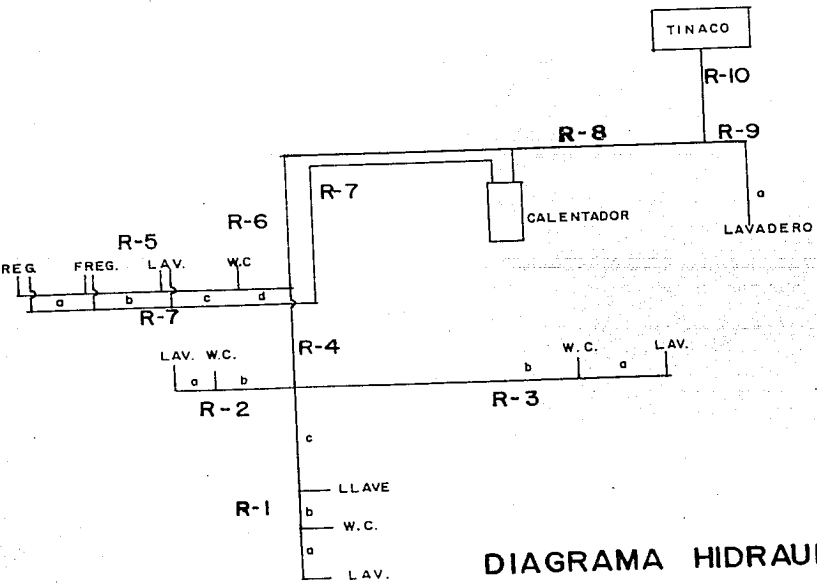 TINACO
R-10
R-8
R-9
R-7
a
CALENTADOR
LAVADERO
R-6
R-5
REG.
FREG.
LAV.
W.C
a
b
c
d
R-7
R-4
LAV.
W.C.
W.C.
LAV.
a
b
b
a
R-2
R-3
c
LLAVE
R-1
b
W.C.
a
LAV.
DIAGRAMA HIDRAUL